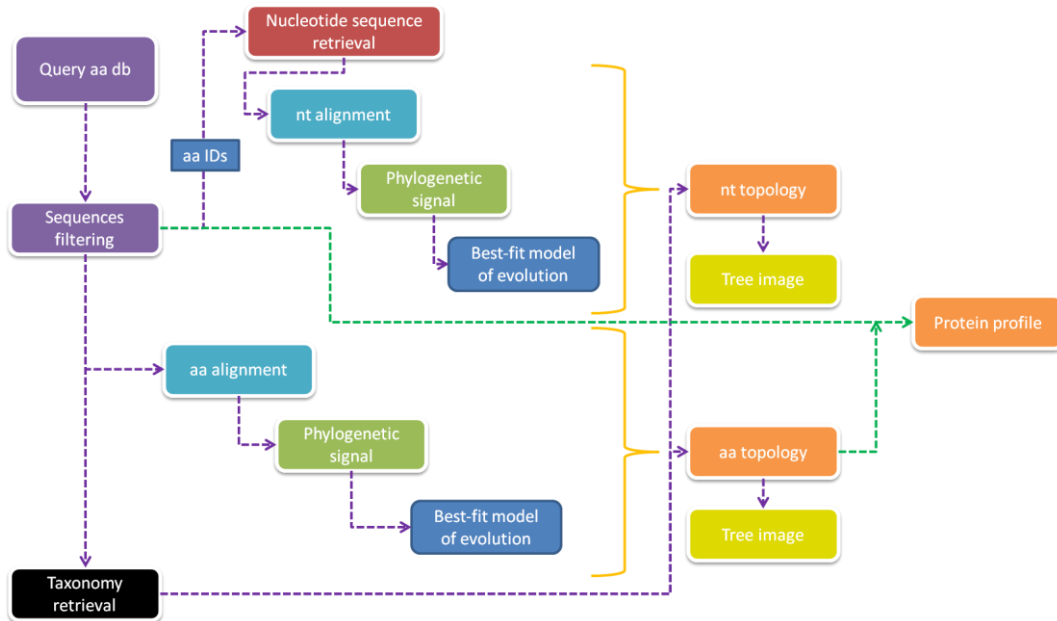 Nucleotide sequence
retrieval
Query aa db
nt alignment
aa IDs
Phylogenetic
signal
nt topology
Sequences
filtering
Best-fit model
of evolution
Tree image
Protein profile
aa alignment
Phylogenetic
signal
aa topology
Best-fit model
of evolution
Tree image
Taxonomy
retrieval